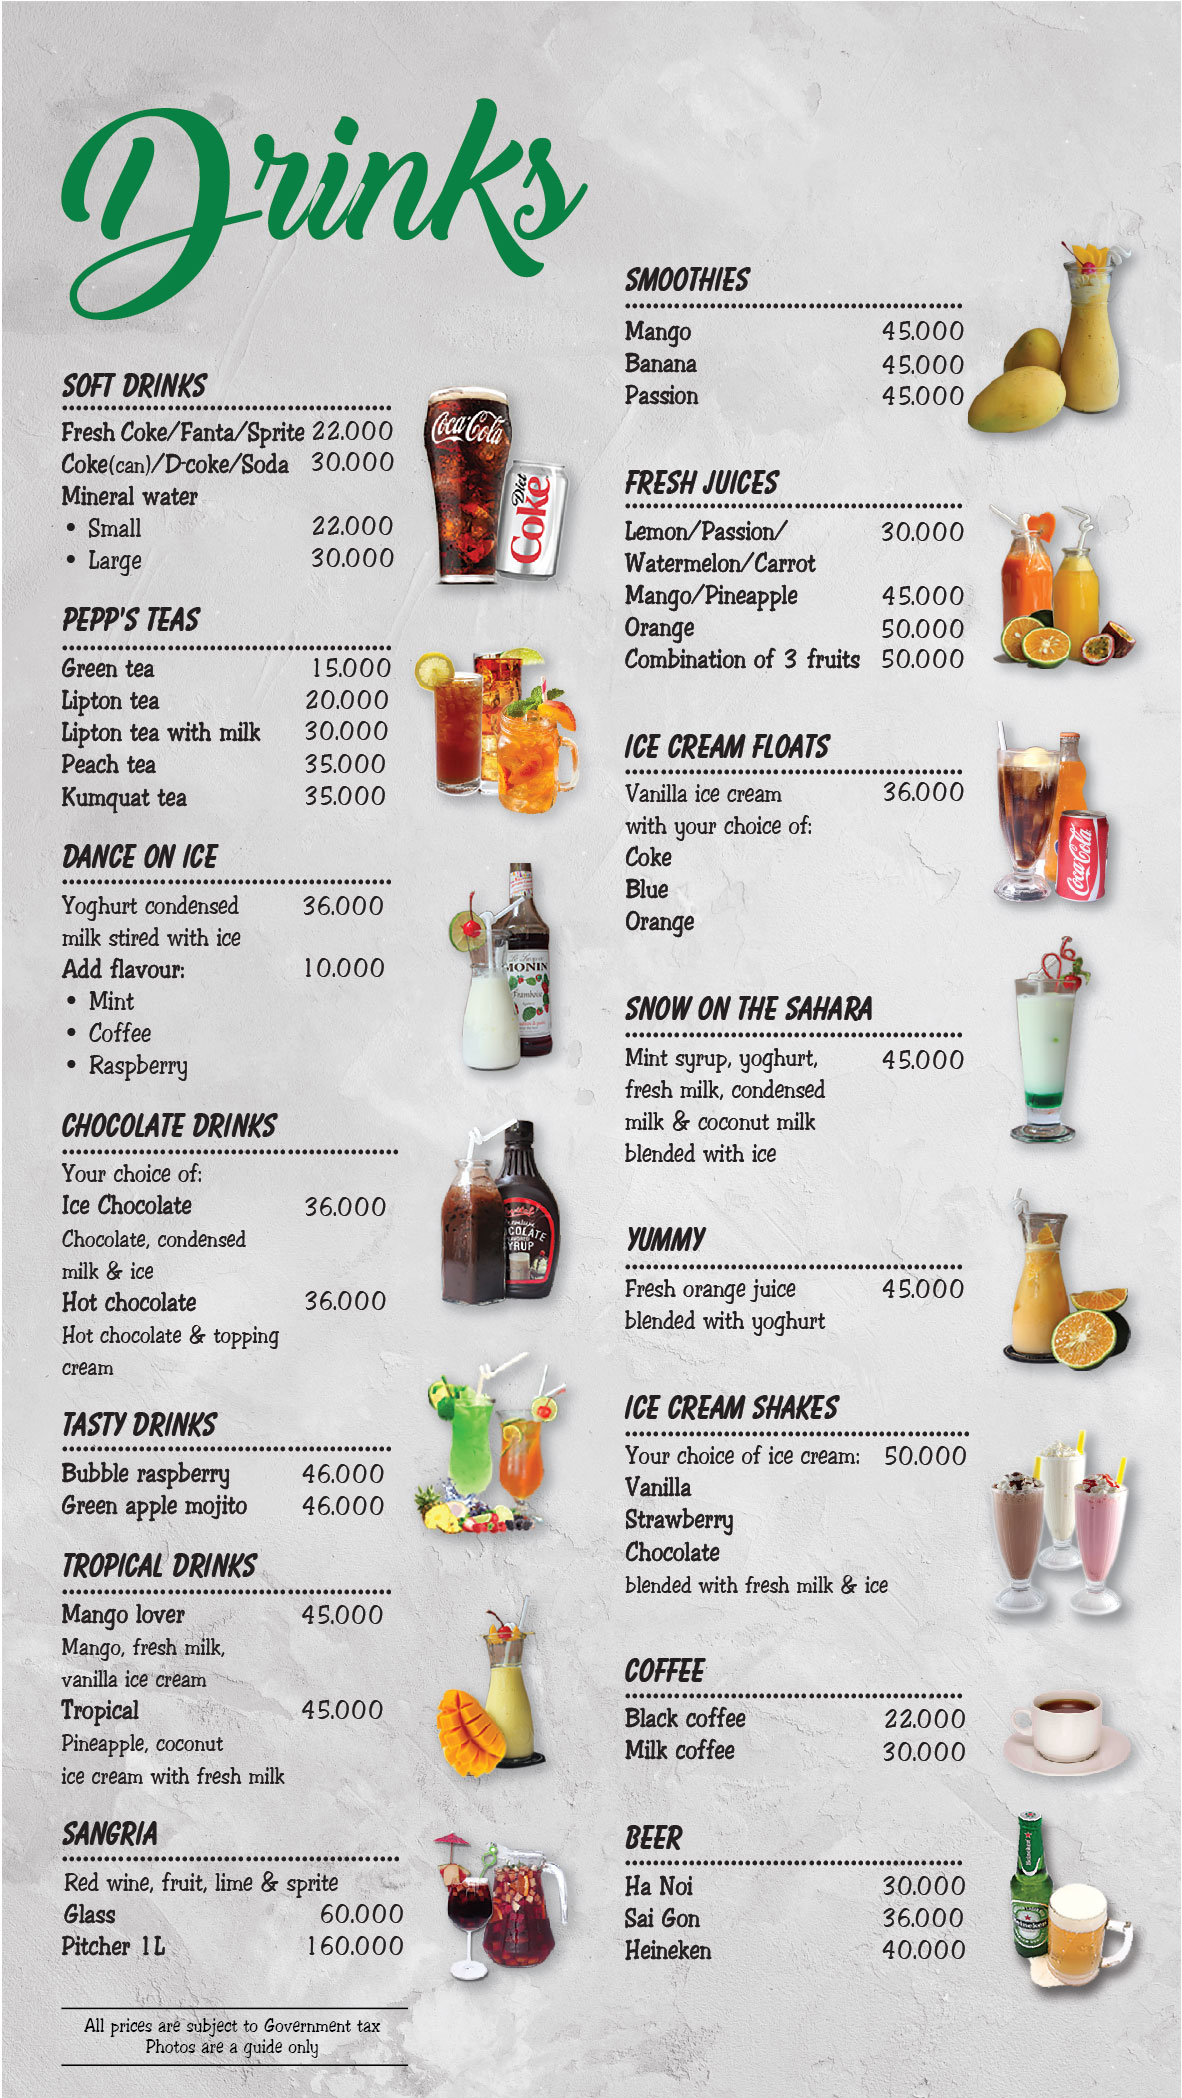 Drinks
SOFT DRINKS
Fresh Coke/Fanta/Sprite 22.000
Coke(can)/D-coke/Soda 30.000
Mineral water
• Small 22.000
• Large 30.000
Coca-Cola
Diet
Coke
PEPP'S TEAS
Green tea 15.000
Lipton tea 20.000
Lipton tea with milk 30.000
Peach tea 35.000
Kumquat tea 35.000
DANCE ON ICE
Yoghurt condensed 36.000
milk stired with ice
Add flavour: 10.000
• Mint
• Coffee
• Raspberry
MONIN
CHOCOLATE DRINKS
Your choice of:
Ice Chocolate 36.000
Chocolate, condensed
milk & ice
Hot chocolate 36.000
Hot chocolate & topping
cream
TASTY DRINKS
Bubble raspberry 46.000
Green apple mojito 46.000
TROPICAL DRINKS
Mango lover 45.000
Mango, fresh milk,
vanilla ice cream
Tropical 45.000
Pineapple, coconut
ice cream with fresh milk
SANGRIA
Red wine, fruit, lime & sprite
Glass 60.000
Pitcher 1L 160.000
All prices are subject to Government tax
Photos are a guide only
SMOOTHIES
Mango 45.000
Banana 45.000
Passion 45.000
FRESH JUICES
Lemon/Passion/ 30.000
Watermelon/Carrot
Mango/Pineapple 45.000
Orange 50.000
Combination of 3 fruits 50.000
ICE CREAM FLOATS
Vanilla ice cream 36.000
with your choice of:
Coke
Blue
Orange
Coca-Cola
SNOW ON THE SAHARA
Mint syrup, yoghurt, 45.000
fresh milk, condensed
milk & coconut milk
blended with ice
YUMMY
Fresh orange juice 45.000
blended with yoghurt
ICE CREAM SHAKES
Your choice of ice cream: 50.000
Vanilla
Strawberry
Chocolate
blended with fresh milk & ice
COFFEE
Black coffee 22.000
Milk coffee 30.000
BEER
Ha Noi 30.000
Sai Gon 36.000
Heineken 40.000
Heineken